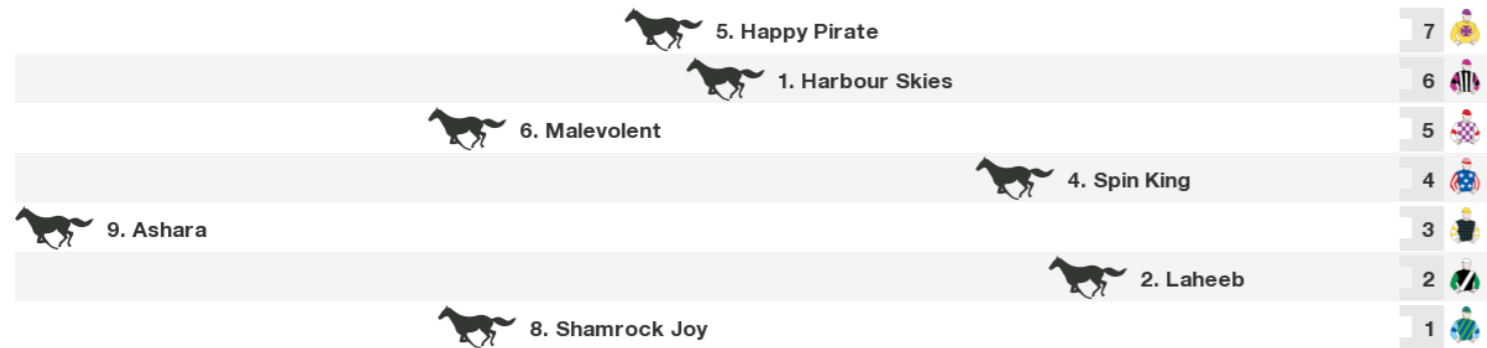 5. Happy Pirate 7
1. Harbour Skies 6
6. Malevolent 5
4. Spin King 4
9. Ashara 3
2. Laheeb 2
8. Shamrock Joy 1